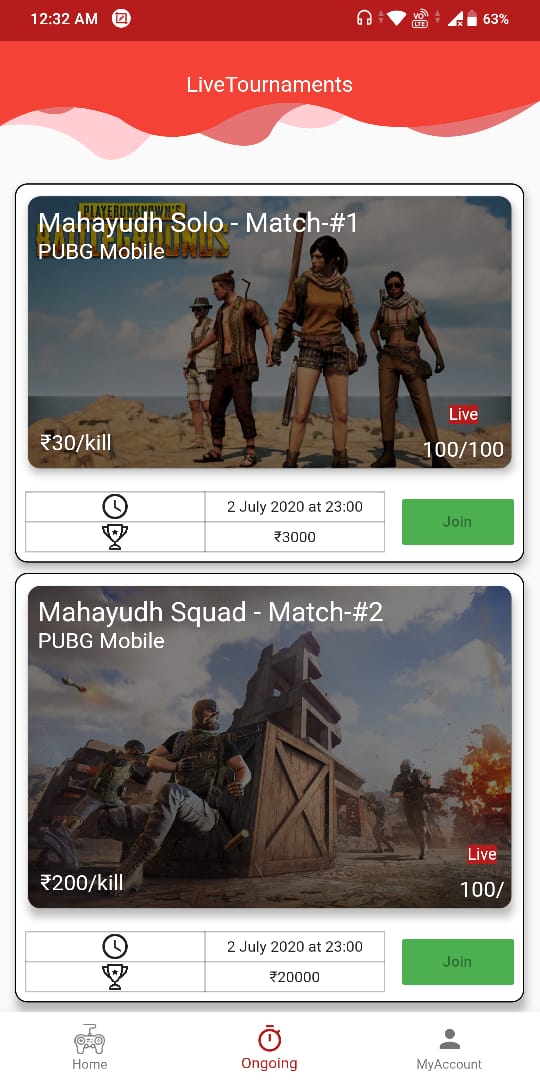 12:32 AM
VO)
LTE
63%
LiveTournaments
PLAYERUNKNOWN'S
BATTLEGROUNDS
Mahayudh Solo - Match-#1
PUBG Mobile
Live
₹30/kill
100/100
2 July 2020 at 23:00
₹3000
Join
Mahayudh Squad - Match-#2
PUBG Mobile
Live
₹200/kill
100/
2 July 2020 at 23:00
₹20000
Join
Home
Ongoing
MyAccount